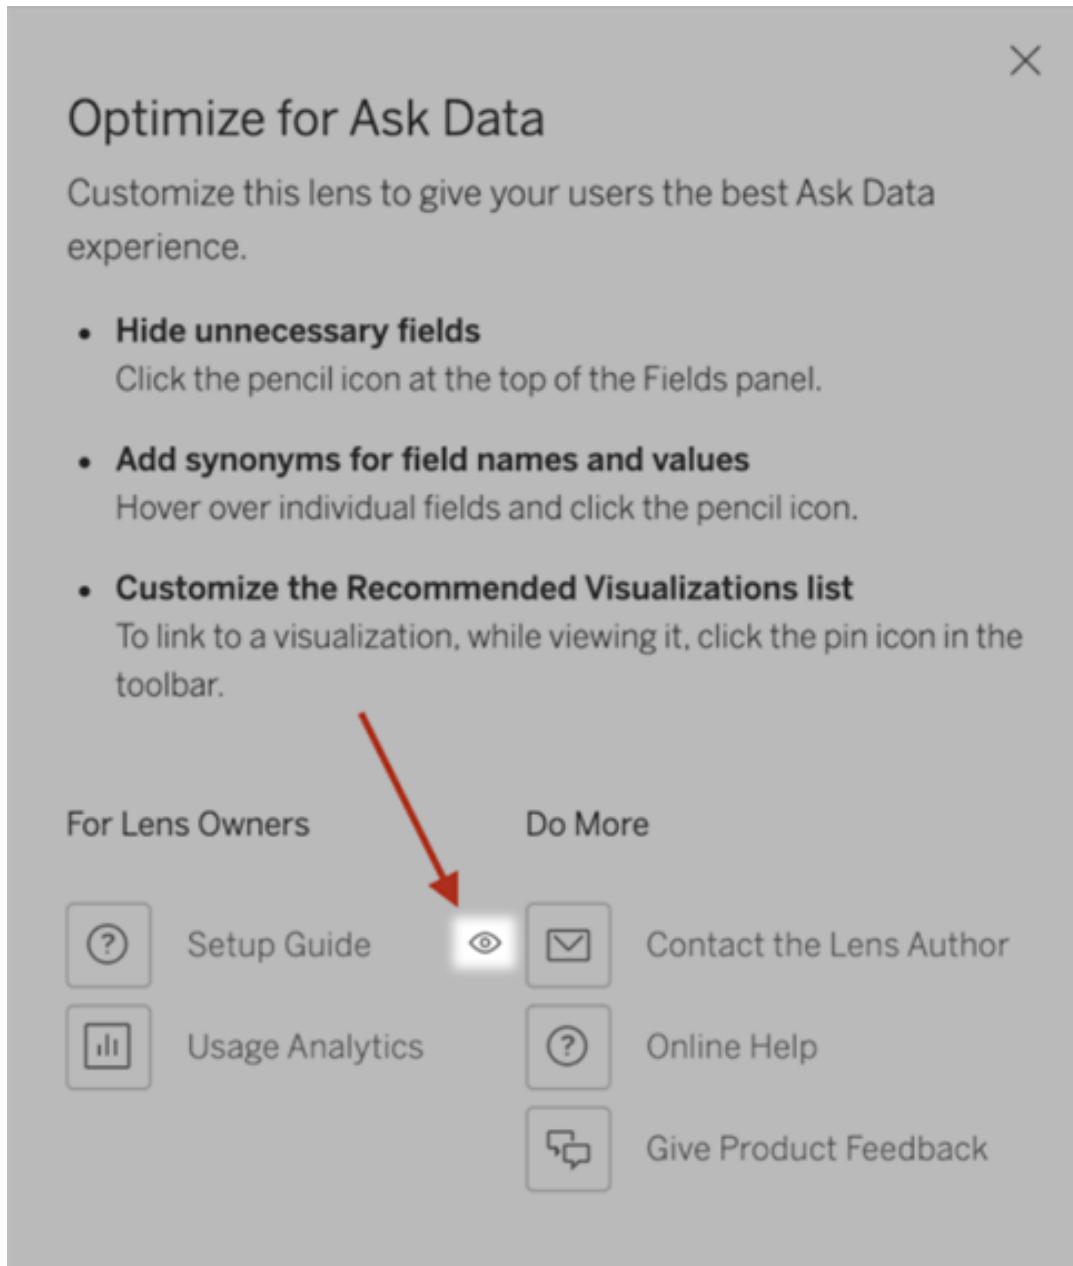 Optimize for Ask Data
Customize this lens to give your users the best Ask Data
experience.
• Hide unnecessary fields
Click the pencil icon at the top of the Fields panel.
• Add synonyms for field names and values
Hover over individual fields and click the pencil icon.
• Customize the Recommended Visualizations list
To link to a visualization, while viewing it, click the pin icon in the
toolbar.
For Lens Owners
Setup Guide
Usage Analytics
Do More
Contact the Lens Author
Online Help
Give Product Feedback